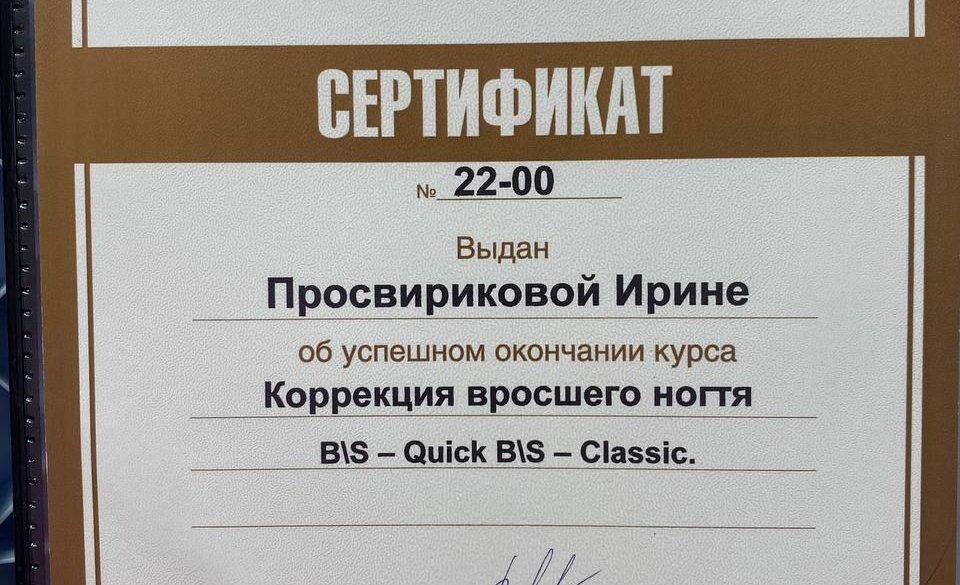 СЕРТИФИКАТ
№ 22-00
Выдан
Просвириковой Ирине
об успешном окончании курса
Коррекция вросшего ногтя
B\S – Quick B\S – Classic.